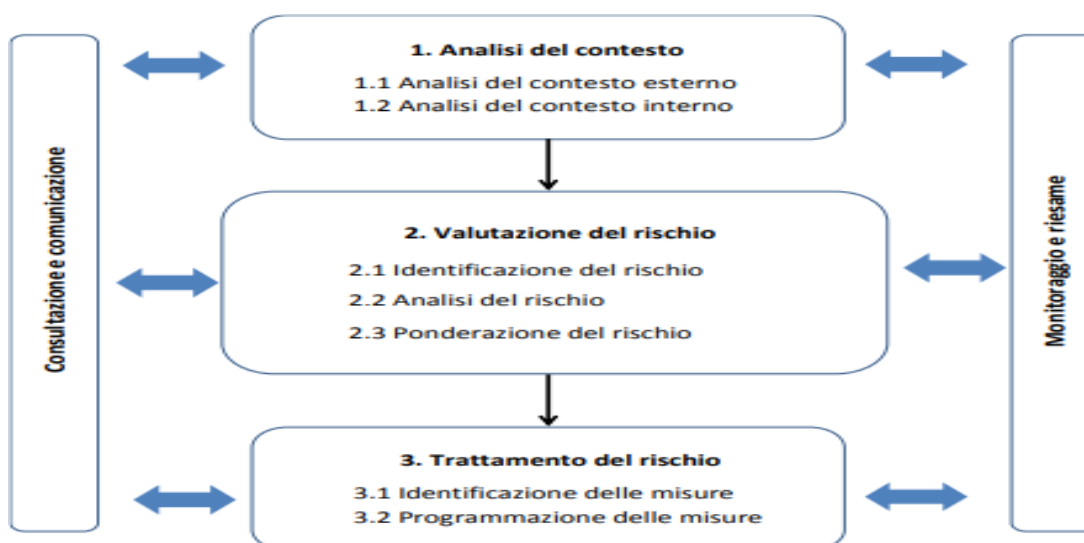 Consultazione e comunicazione
1. Analisi del contesto
1.1 Analisi del contesto esterno
1.2 Analisi del contesto interno
2. Valutazione del rischio
2.1 Identificazione del rischio
2.2 Analisi del rischio
2.3 Ponderazione del rischio
3. Trattamento del rischio
3.1 Identificazione delle misure
3.2 Programmazione delle misure
Monitoraggio e riesame